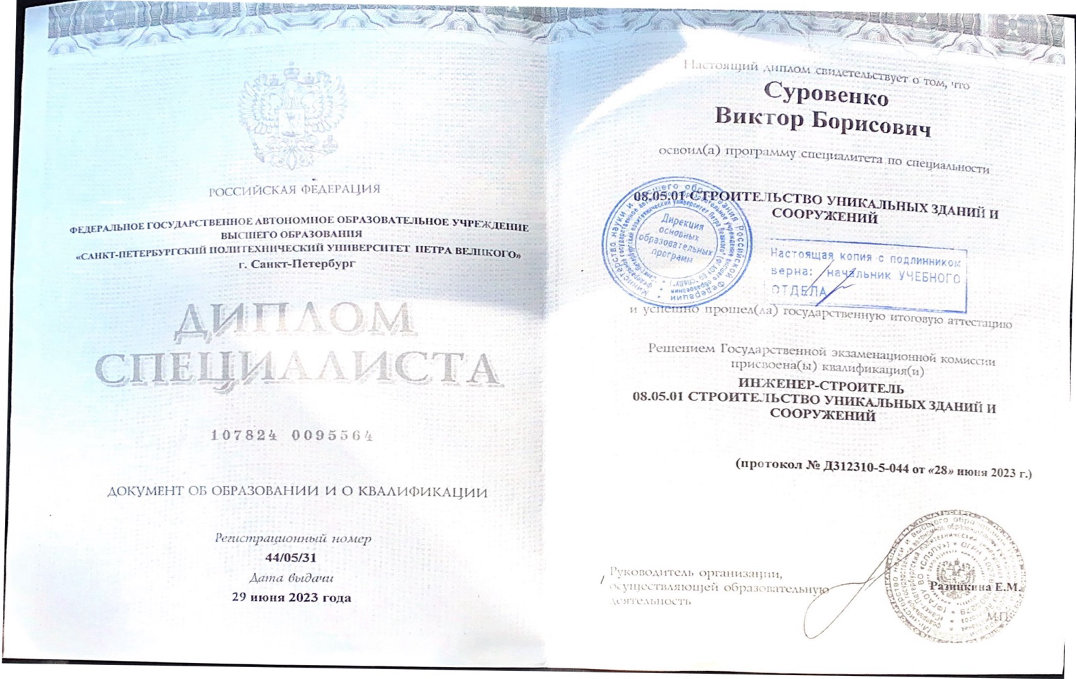 РОССИЙСКАЯ ФЕДЕРАЦИЯ
ФЕДЕРАЛЬНОЕ ГОСУДАРСТВЕННОЕ АВТОНОМНОЕ ОБРАЗОВАТЕЛЬНОЕ УЧРЕЖДЕНИЕ
ВЫСШЕГО ОБРАЗОВАНИЯ
«САНКТ-ПЕТЕРБУРГСКИЙ ПОЛИТЕХНИЧЕСКИЙ УНИВЕРСИТЕТ ПЕТРА ВЕЛИКОГО»
г. Санкт-Петербург
ДИПЛОМ
СПЕЦИАЛИСТА
107824 0095564
ДОКУМЕНТ ОБ ОБРАЗОВАНИИ И О КВАЛИФИКАЦИИ
Регистрационный номер
44/05/31
Дата выдачи
29 июня 2023 года
Настоящий диплом свидетельствует о том, что
Суровенко
Виктор Борисович
освоил(а) программу специалитета по специальности
08.05.01 СТРОИТЕЛЬСТВО УНИКАЛЬНЫХ ЗДАНИЙ И
СООРУЖЕНИЙ
Дирекция
основных
образовательных
программ
Настоящая копия с подлинником
верна: начальник УЧЕБНОГО
ОТДЕЛА
и успешно прошел(ла) государственную итоговую аттестацию
Решением Государственной экзаменационной комиссии
присвоена(ы) квалификация(и)
ИНЖЕНЕР-СТРОИТЕЛЬ
08.05.01 СТРОИТЕЛЬСТВО УНИКАЛЬНЫХ ЗДАНИЙ И
СООРУЖЕНИЙ
(протокол № Д312310-5-044 от «28» июня 2023 г.)
Руководитель организации,
осуществляющей образовательную
деятельность
Разинкина Е.М.
М.П.